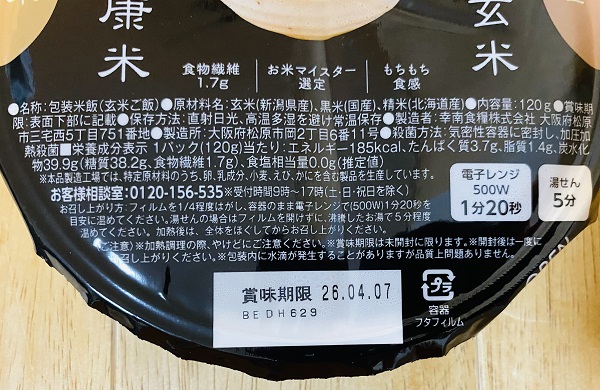 康米
玄米
食物繊維
1.7g
お米マイスター
選定
もちもち
食感
●名称:包装米飯(玄米ご飯)●原材料名:玄米(新潟県産)、黒米(国産)、精米(北海道産)●内容量:120g●賞味期
限:表面下部に記載●保存方法:直射日光、高温多湿を避け常温保存●製造者:幸南食糧株式会社 大阪府松原
市三宅西5丁目751番地●製造所:大阪府松原市岡2丁目6番11号●殺菌方法:気密性容器に密封し、加圧加
熱殺菌■栄養成分表示 1パック(120g)当たり:エネルギー185kcal、たんぱく質3.7g、脂質1.4g、炭水化
物39.9g(糖質38.2g、食物繊維1.7g)、食塩相当量0.0g(推定値)
※本品製造工場では、特定原材料のうち、卵、乳成分、小麦、えび、かにを含む製品を生産しています。
お客様相談室:0120-156-535※受付時間9時~17時(土・日・祝日を除く)
召し上がり方:フィルムを1/4程度はがし、容器のまま電子レンジで(500W)1分20秒を
目安に温めてください。湯せんの場合はフィルムを開けずに、沸騰したお湯で5分程度
温めてください。加熱後は、全体をほぐしてからお召し上がりください。
(ご注意)※加熱調理の際、やけどにご注意ください。※賞味期限は未開封に限ります。※開封後は一度に
お召し上がりください。※包装内に水滴が発生することがありますが品質上問題ありません。
電子レンジ
500W
1分20秒
湯せん
5分
OPEN
賞味期限 26.04.07
BEDH629
プラ
容器
フタフィルム